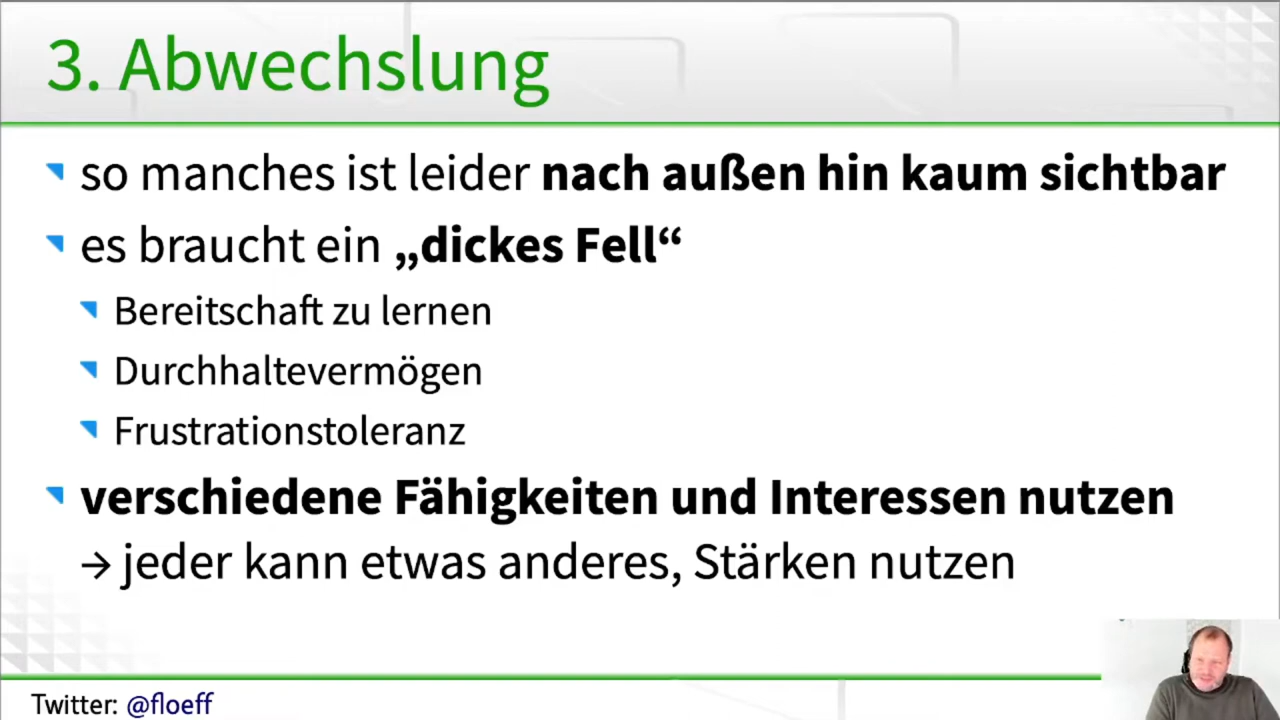 3. Abwechslung
so manches ist leider nach außen hin kaum sichtbar
es braucht ein „dickes Fell“
Bereitschaft zu lernen
Durchhaltevermögen
Frustrationstoleranz
verschiedene Fähigkeiten und Interessen nutzen
→ jeder kann etwas anderes, Stärken nutzen
Twitter: @floeff